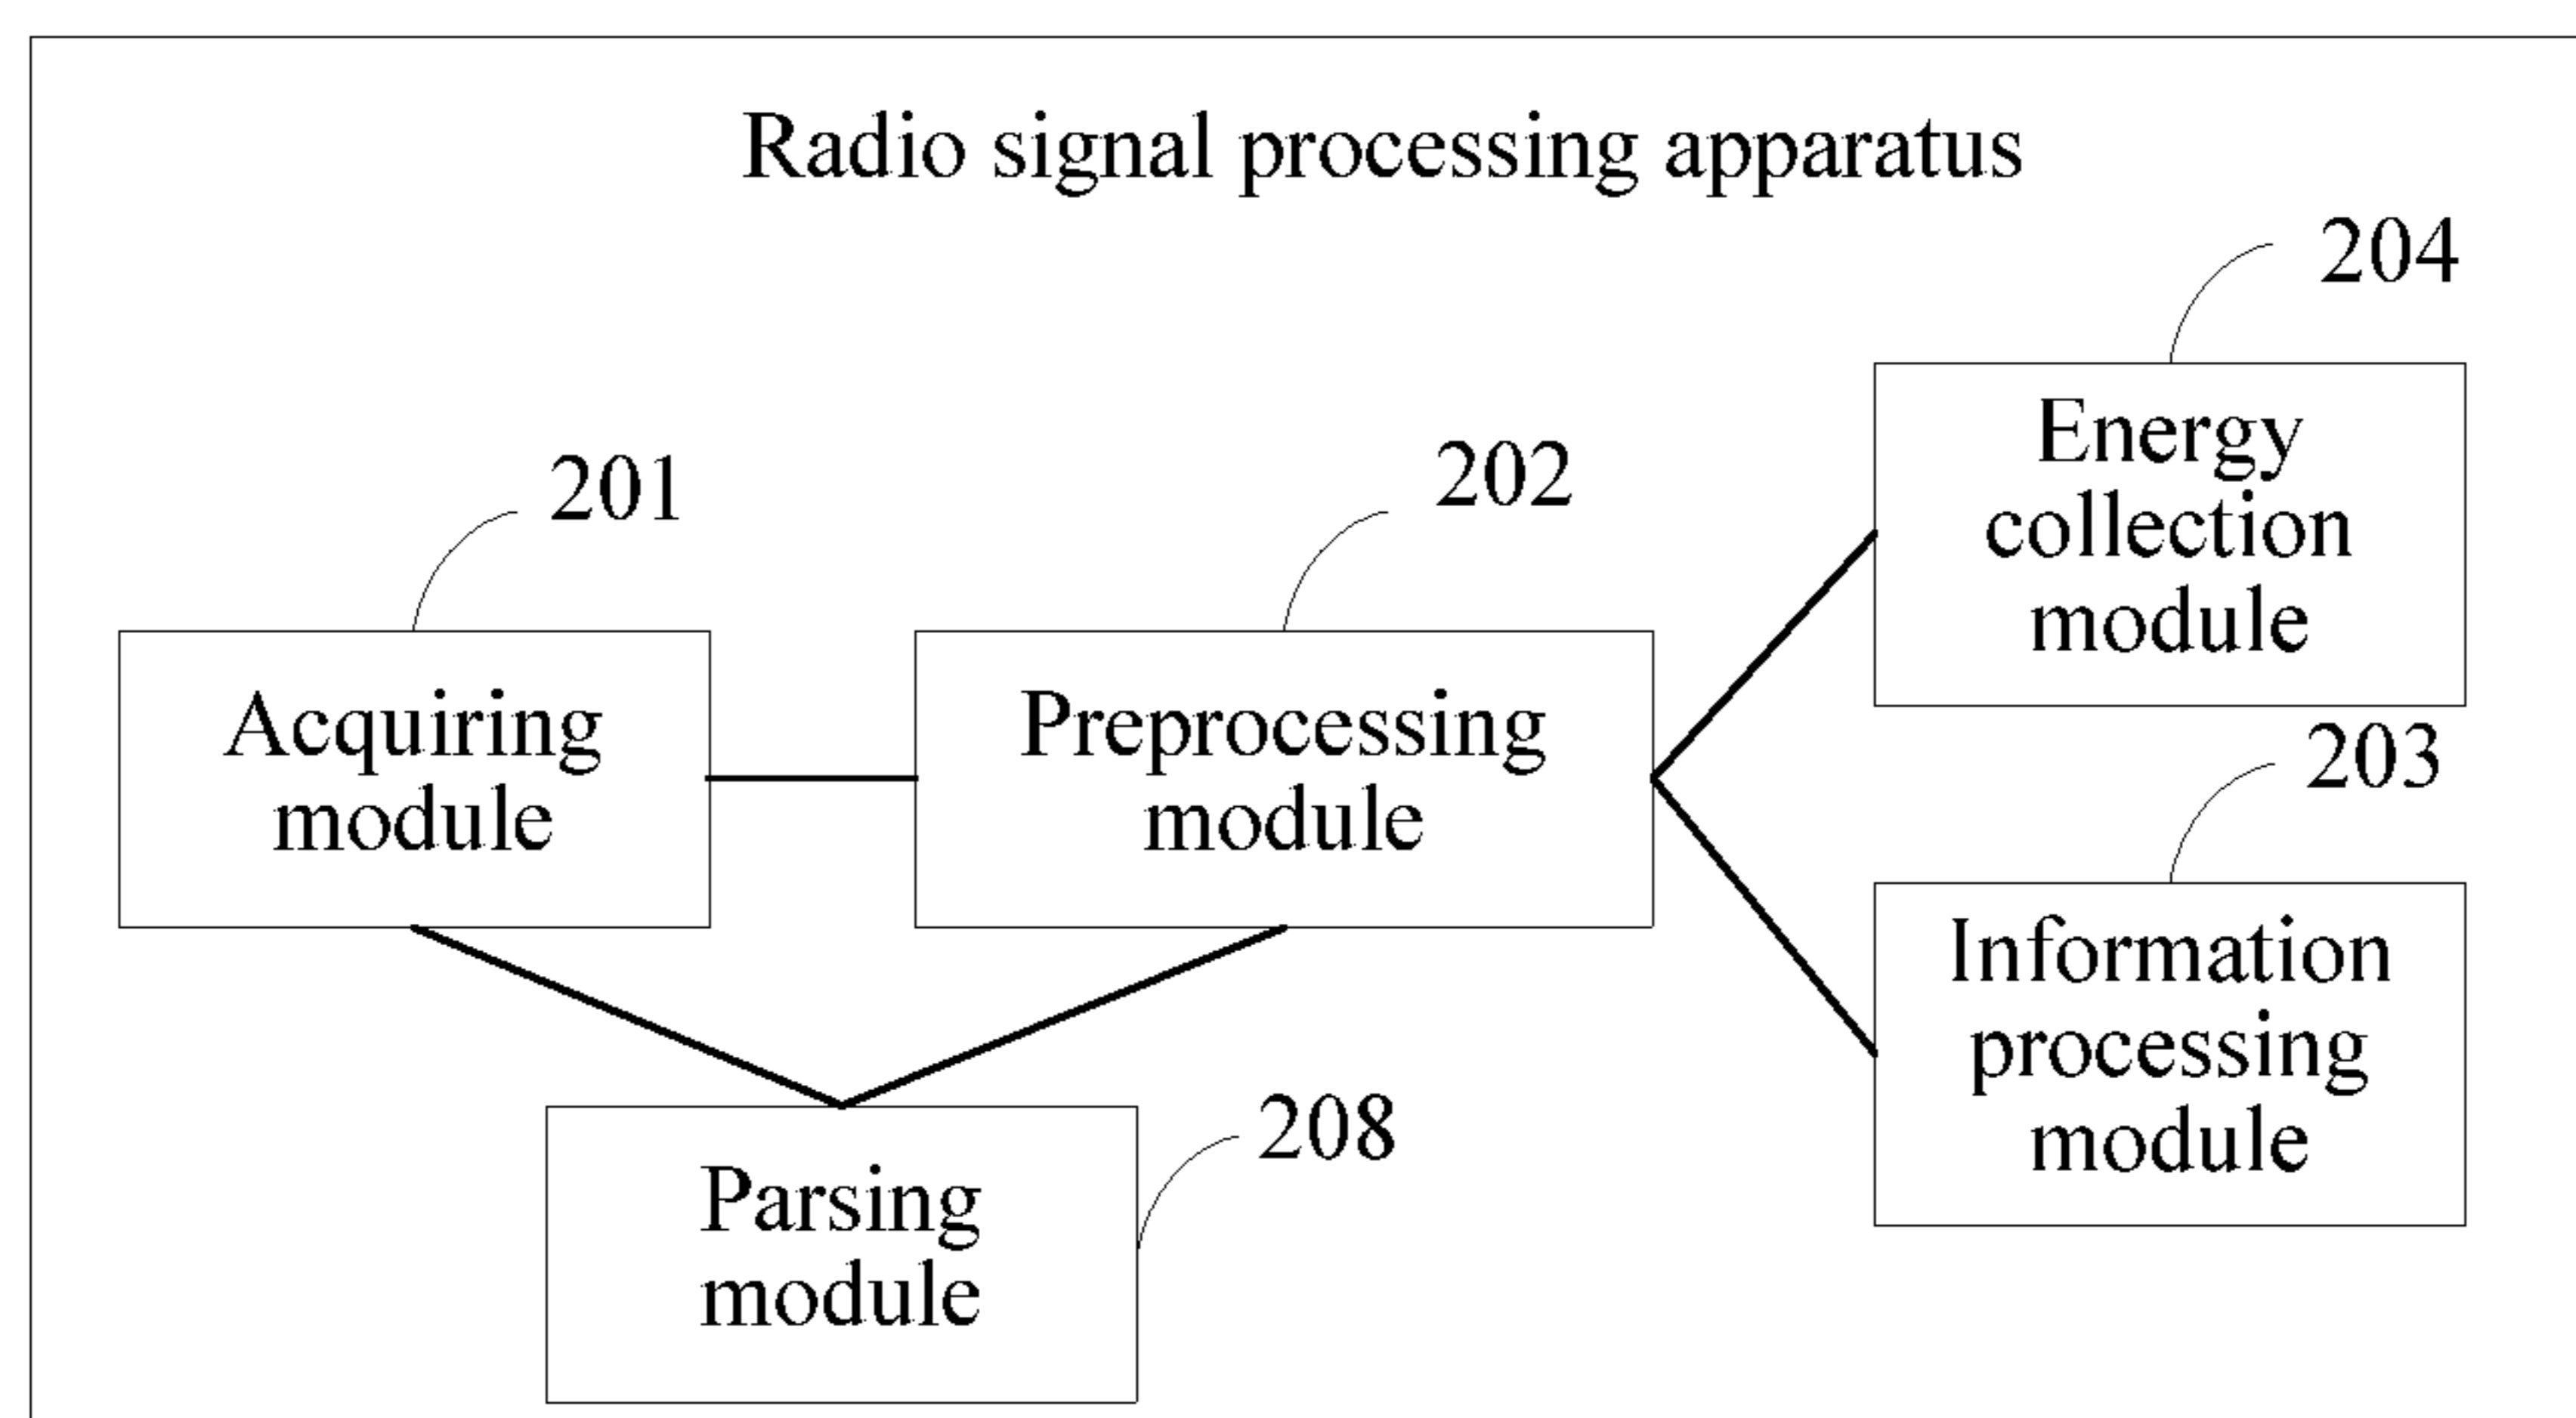 Radio signal processing apparatus
204
Energy
collection
module
201
202
Acquiring
module
Preprocessing
module
203
Information
processing
module
208
Parsing
module